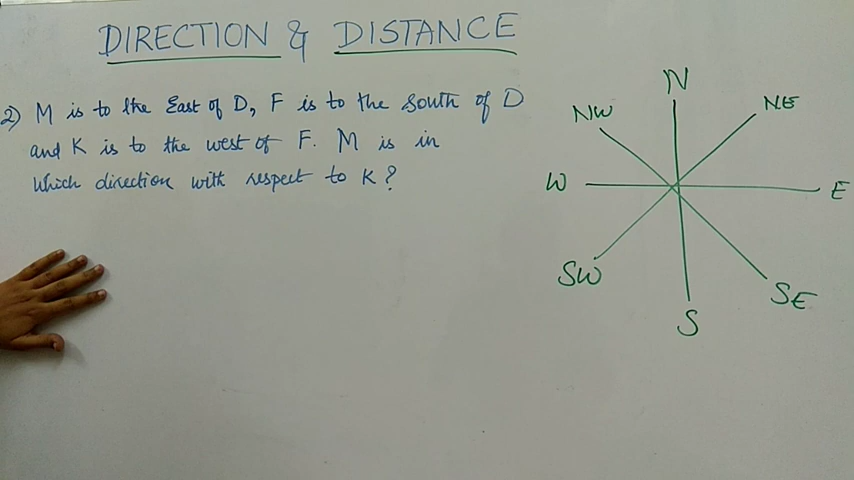 DIRECTION & DISTANCE
2) M is to the East of D, F is to the South of D
and K is to the west of F. M is in
which direction with respect to K?
N
NW
NE
W
E
SW
SE
S